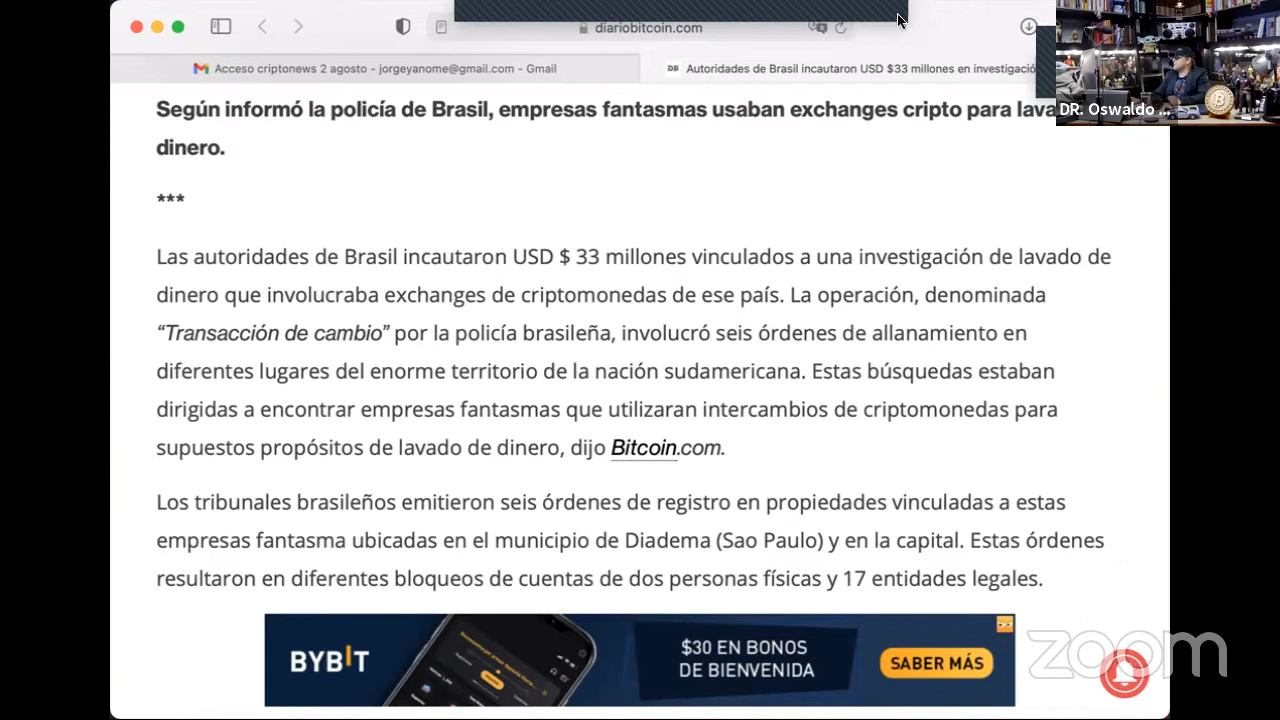 diariobitcoin.com
Acceso criptonews 2 agosto - jorgeyanome@gmail.com - Gmail
DB Autoridades de Brasil incautaron USD $33 millones en investigació
DR. Oswaldo ...
Según informó la policía de Brasil, empresas fantasmas usaban exchanges cripto para lava
dinero.
***
Las autoridades de Brasil incautaron USD $ 33 millones vinculados a una investigación de lavado de
dinero que involucraba exchanges de criptomonedas de ese país. La operación, denominada
“Transacción de cambio” por la policía brasileña, involucró seis órdenes de allanamiento en
diferentes lugares del enorme territorio de la nación sudamericana. Estas búsquedas estaban
dirigidas a encontrar empresas fantasmas que utilizaran intercambios de criptomonedas para
supuestos propósitos de lavado de dinero, dijo Bitcoin.com.
Los tribunales brasileños emitieron seis órdenes de registro en propiedades vinculadas a estas
empresas fantasma ubicadas en el municipio de Diadema (Sao Paulo) y en la capital. Estas órdenes
resultaron en diferentes bloqueos de cuentas de dos personas físicas y 17 entidades legales.
BYBIT
$30 EN BONOS
DE BIENVENIDA
SABER MÁS
zoom